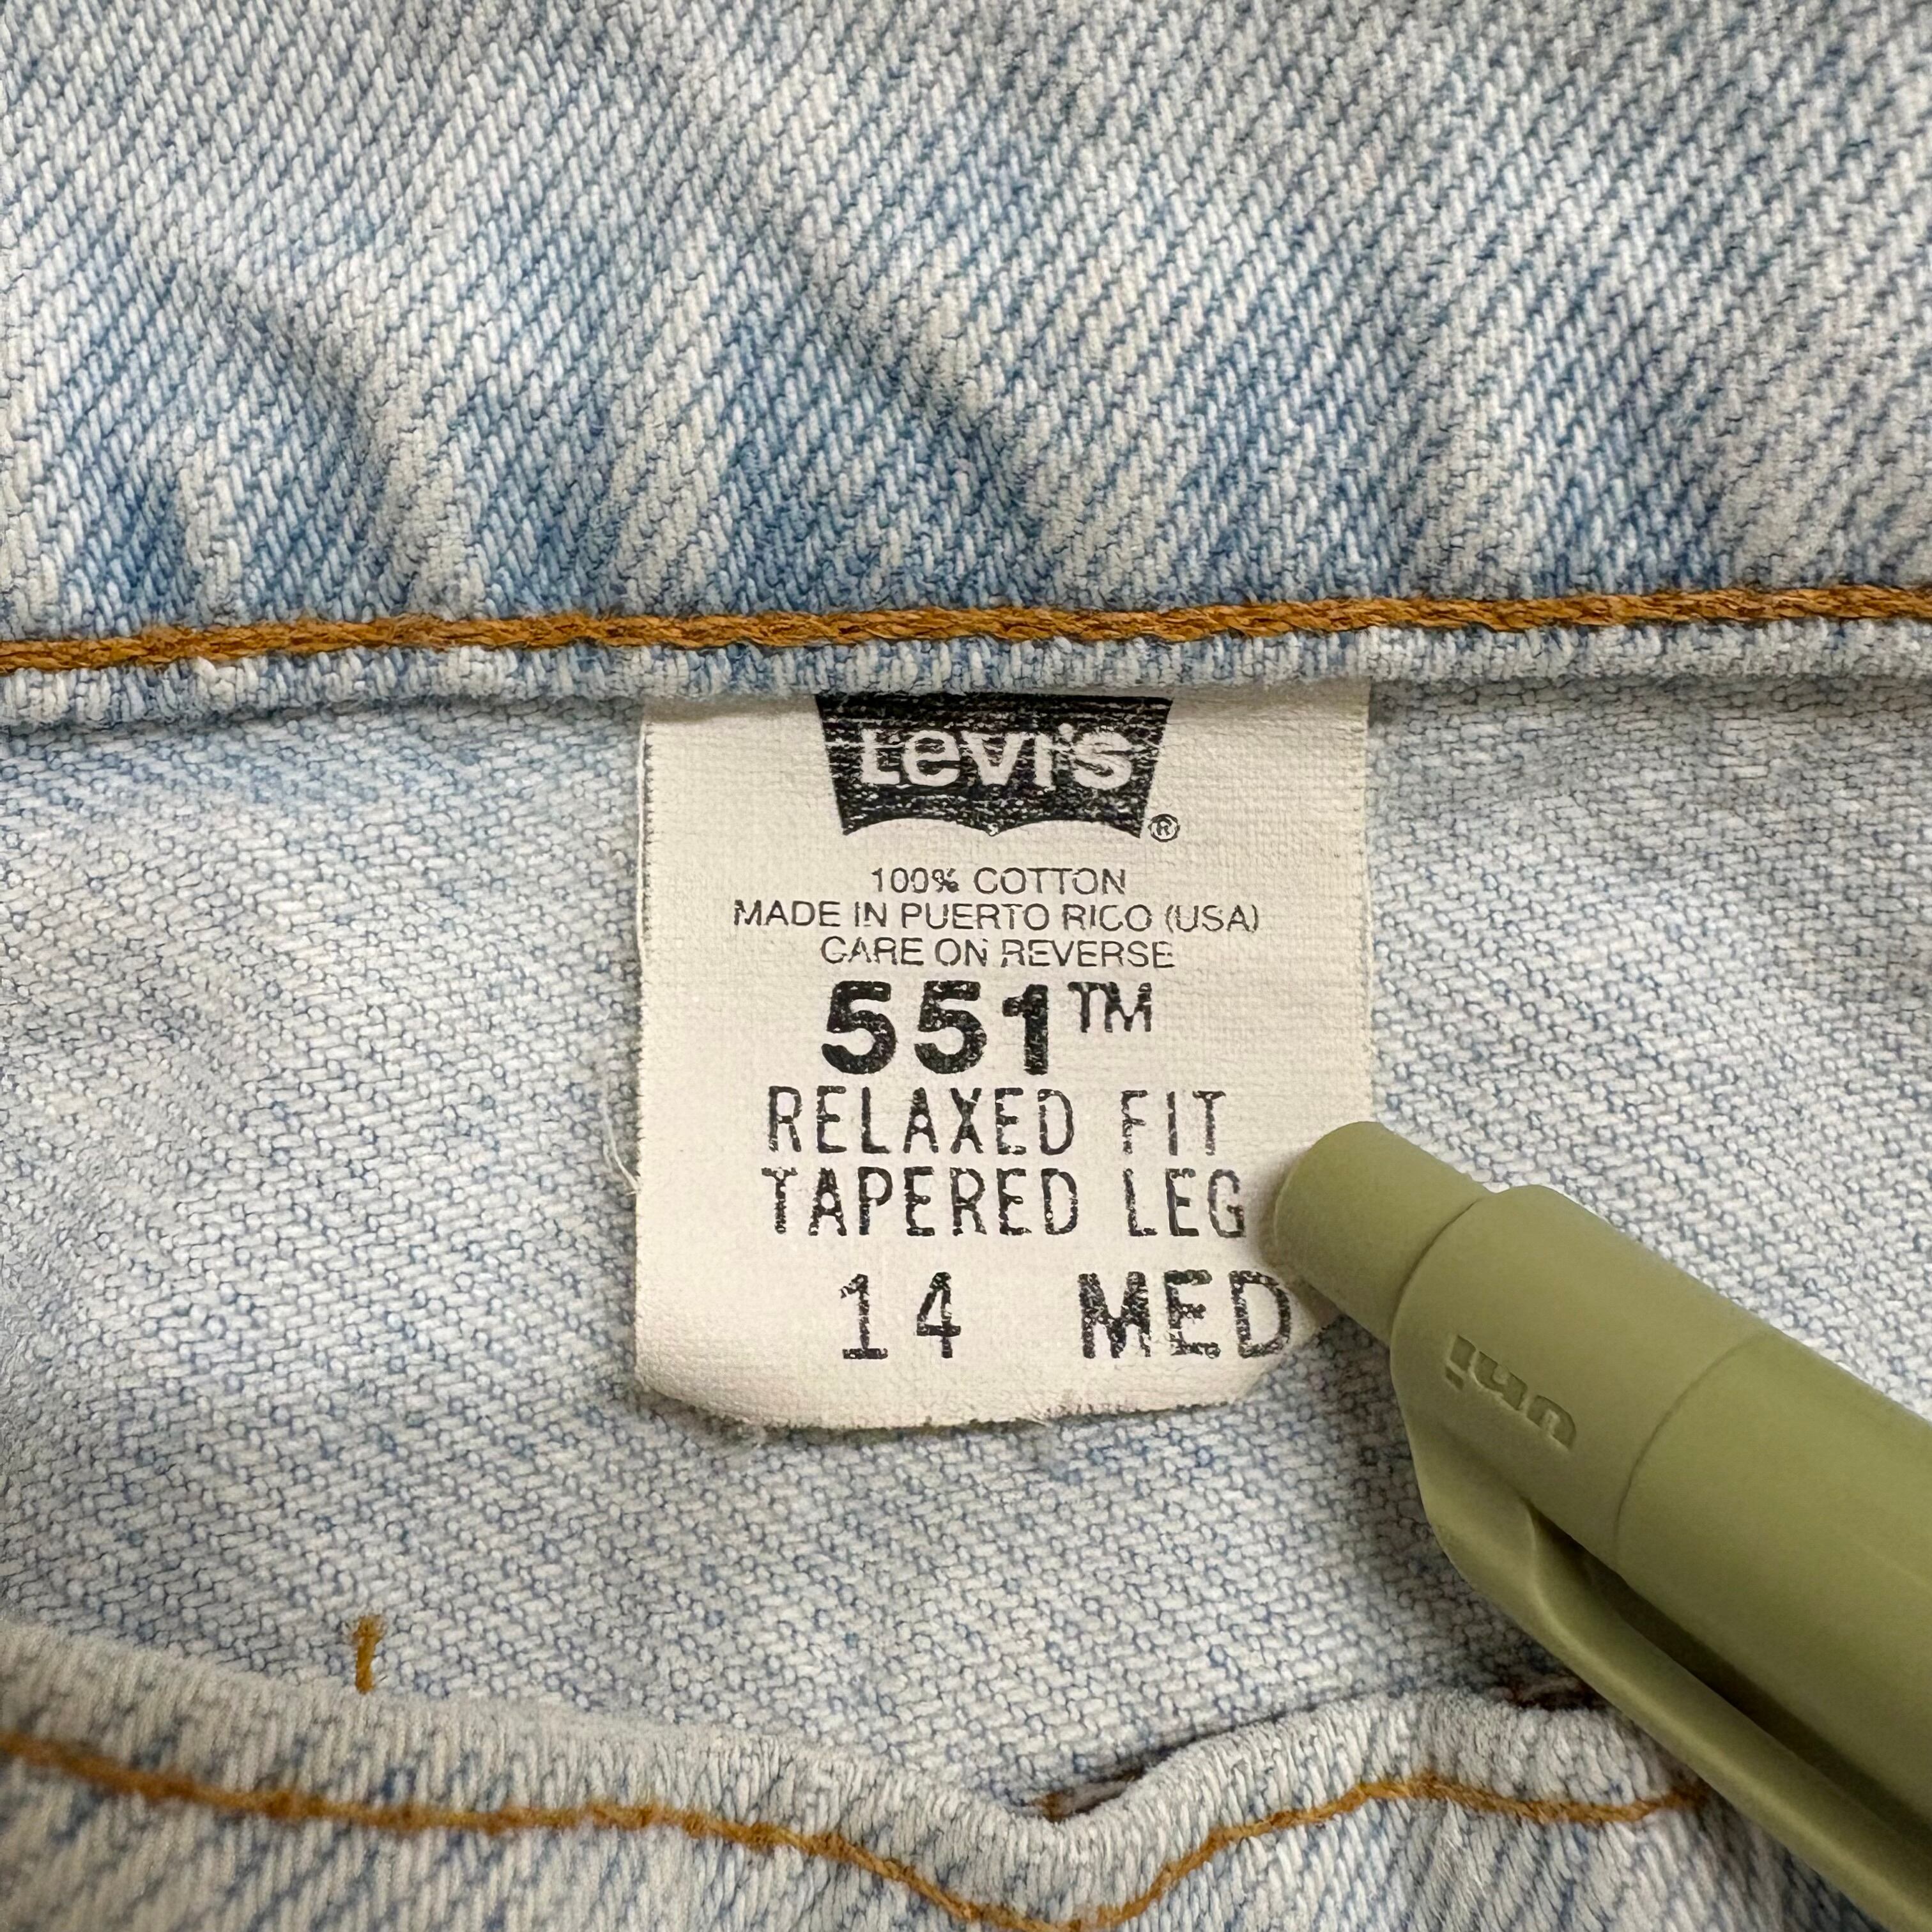 Levi's
®
100% COTTON
MADE IN PUERTO RICO (USA)
CARE ON REVERSE
551™
RELAXED FIT
TAPERED LEG
14 MED
uni